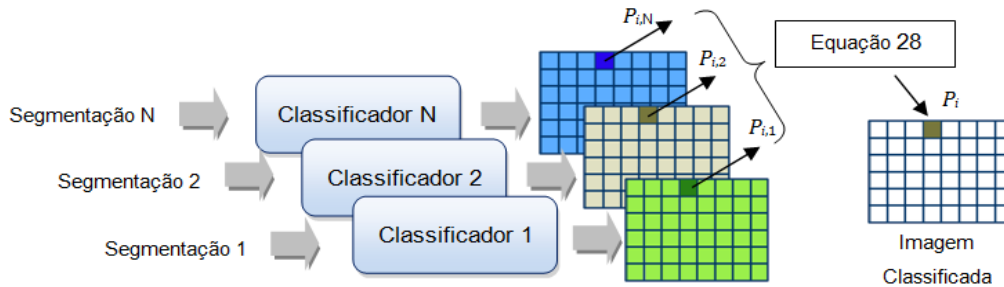 Segmentação N
Classificador N
P_{i,N}
Equação 28
Segmentação 2
Classificador 2
P_{i,2}
P_i
Segmentação 1
Classificador 1
P_{i,1}
Imagem
Classificada